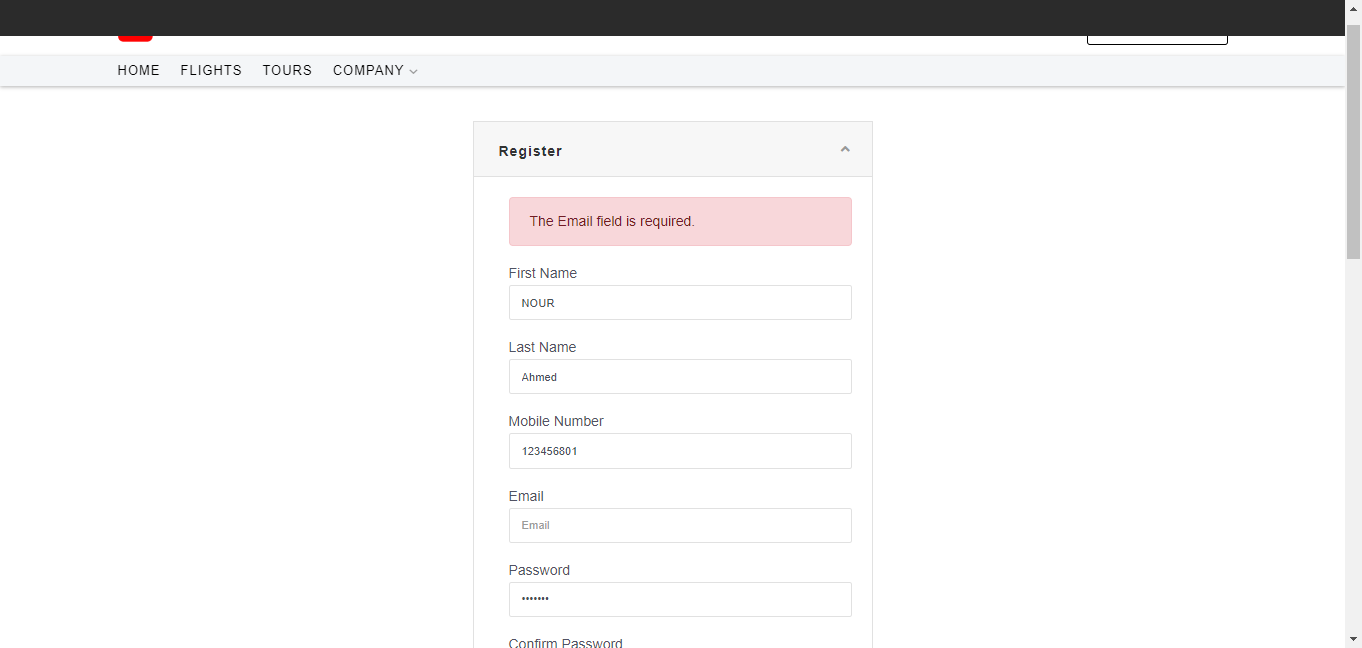 HOME FLIGHTS TOURS COMPANY
Register
The Email field is required.
First Name
NOUR
Last Name
Ahmed
Mobile Number
123456801
Email
Email
Password
•••••••
Confirm Password